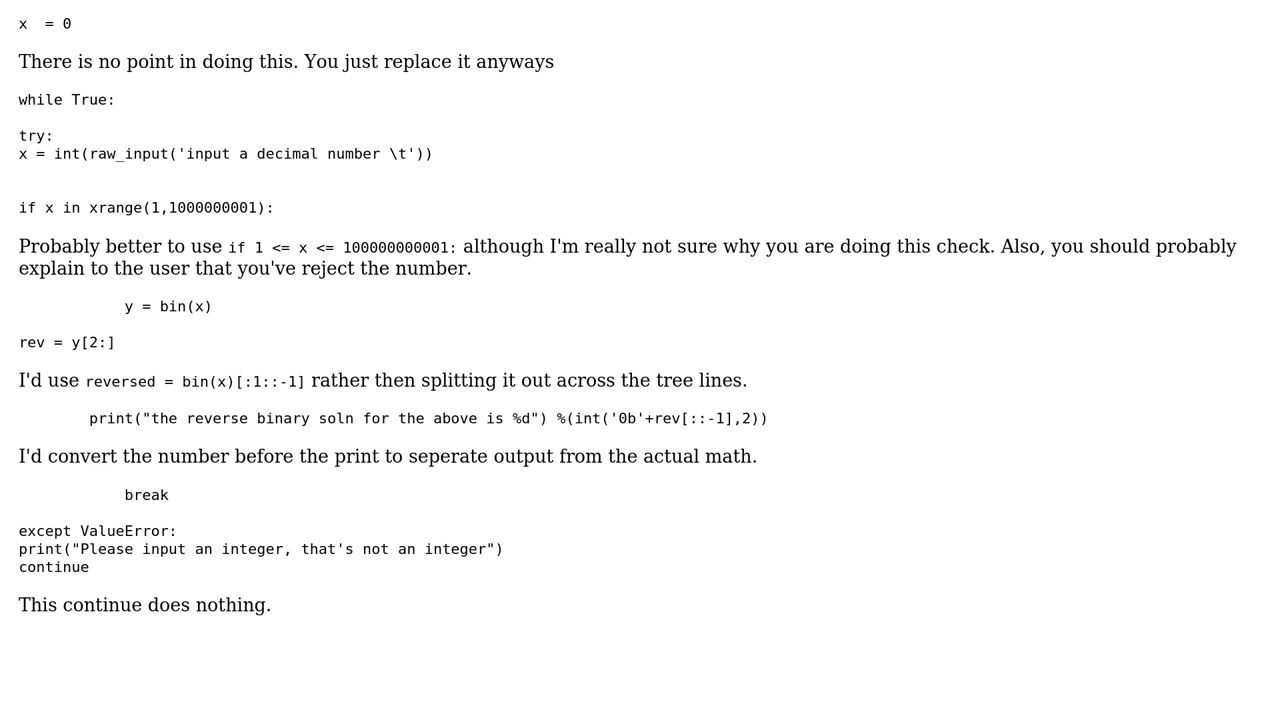 x  = 0
There is no point in doing this. You just replace it anyways
while True:
try:
x = int(raw_input('input a decimal number \t'))
if x in xrange(1,1000000001):
Probably better to use if 1 <= x <= 100000000001: although I'm really not sure why you are doing this check. Also, you should probably
explain to the user that you've reject the number.
            y = bin(x)
rev = y[2:]
I'd use reversed = bin(x)[:1::-1] rather then splitting it out across the tree lines.
        print("the reverse binary soln for the above is %d") %(int('0b'+rev[::-1],2))
I'd convert the number before the print to seperate output from the actual math.
            break
except ValueError:
print("Please input an integer, that's not an integer")
continue
This continue does nothing.